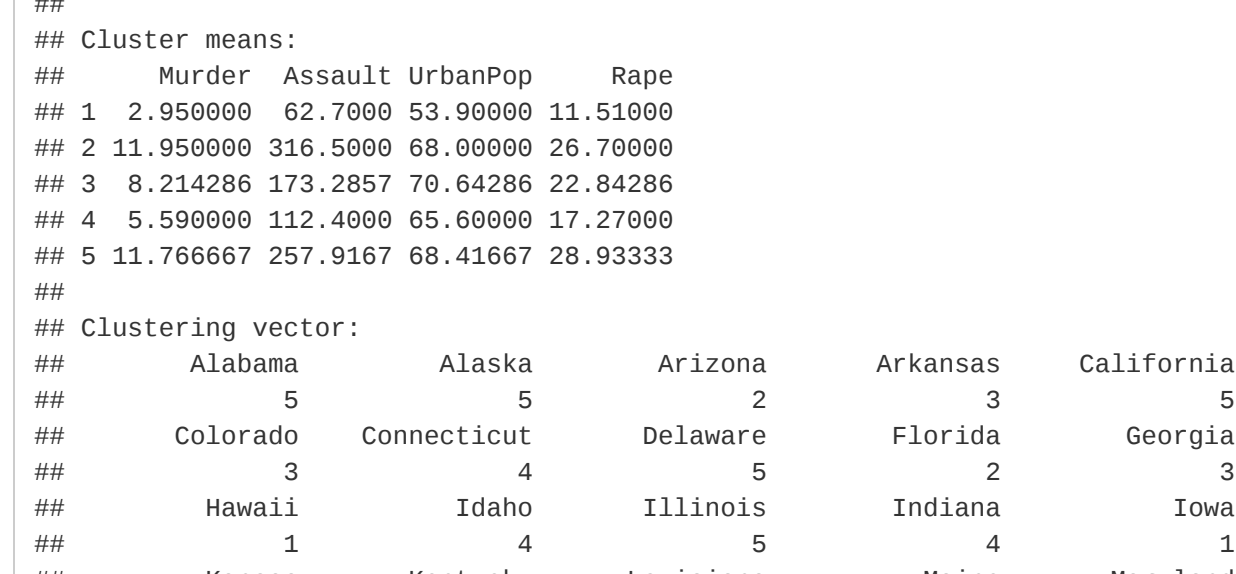 ##
## Cluster means:
##      Murder  Assault UrbanPop     Rape
## 1  2.950000  62.7000 53.90000 11.51000
## 2 11.950000 316.5000 68.00000 26.70000
## 3  8.214286 173.2857 70.64286 22.84286
## 4  5.590000 112.4000 65.60000 17.27000
## 5 11.766667 257.9167 68.41667 28.93333
##
## Clustering vector:
##        Alabama         Alaska        Arizona       Arkansas     California
##              5              5              2              3              5
##       Colorado    Connecticut       Delaware        Florida        Georgia
##              3              4              5              2              3
##         Hawaii          Idaho       Illinois        Indiana           Iowa
##              1              4              5              4              1